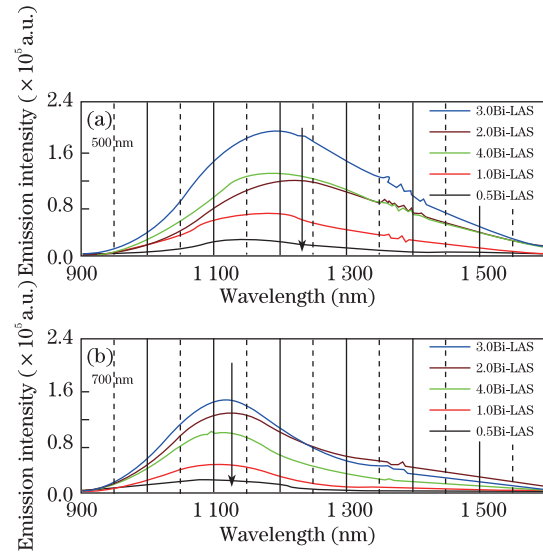 Emission intensity (× 10⁵ a.u.)
2.4
1.6
0.8
0.0
(a)
500 nm
3.0Bi-LAS
2.0Bi-LAS
4.0Bi-LAS
1.0Bi-LAS
0.5Bi-LAS
900 1 100 1 300 1 500
Wavelength (nm)
Emission intensity (× 10⁵ a.u.)
2.4
1.6
0.8
0.0
(b)
700 nm
3.0Bi-LAS
2.0Bi-LAS
4.0Bi-LAS
1.0Bi-LAS
0.5Bi-LAS
900 1 100 1 300 1 500
Wavelength (nm)